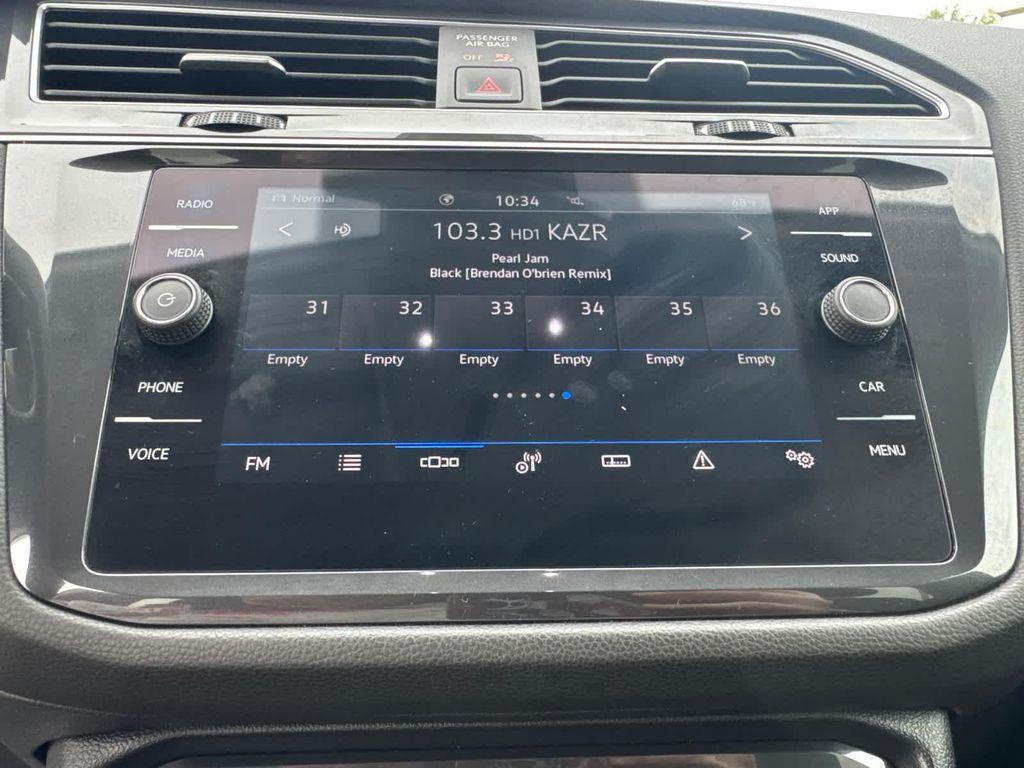 PASSENGER
AIR BAG
OFF
RADIO
MEDIA
PHONE
VOICE
Normal
10:34
68°F
HD
103.3 HD1 KAZR
Pearl Jam
Black [Brendan O'brien Remix]
31 32 33 34 35 36
Empty Empty Empty Empty Empty Empty
FM
APP
SOUND
CAR
MENU